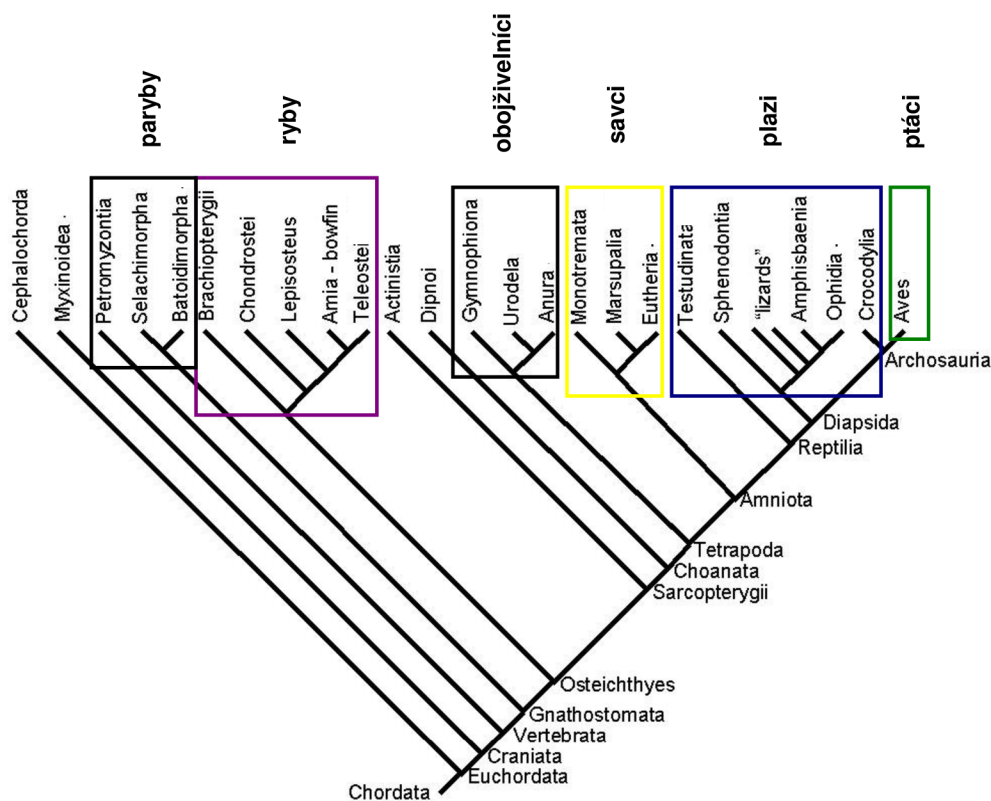 paryby
ryby
obojživelníci
savci
plazi
ptáci
Cephalochorda
Myxinoidea .
Petromyzontia
Selachimorpha
Batoidimorpha .
Brachiopterygii
Chondrostei
Lepisosteus
Amia - bowfin
Teleostei
Actinistia
Dipnoi
Gymnophiona
Urodela
Anura .
Monotremata
Marsupalia
Eutheria .
Testudinata
Sphenodontia
"lizards"
Amphisbaenia
Ophidia .
Crocodylia
Aves
Archosauria
Diapsida
Reptilia
Amniota
Tetrapoda
Choanata
Sarcopterygii
Osteichthyes
Gnathostomata
Vertebrata
Craniata
Euchordata
Chordata